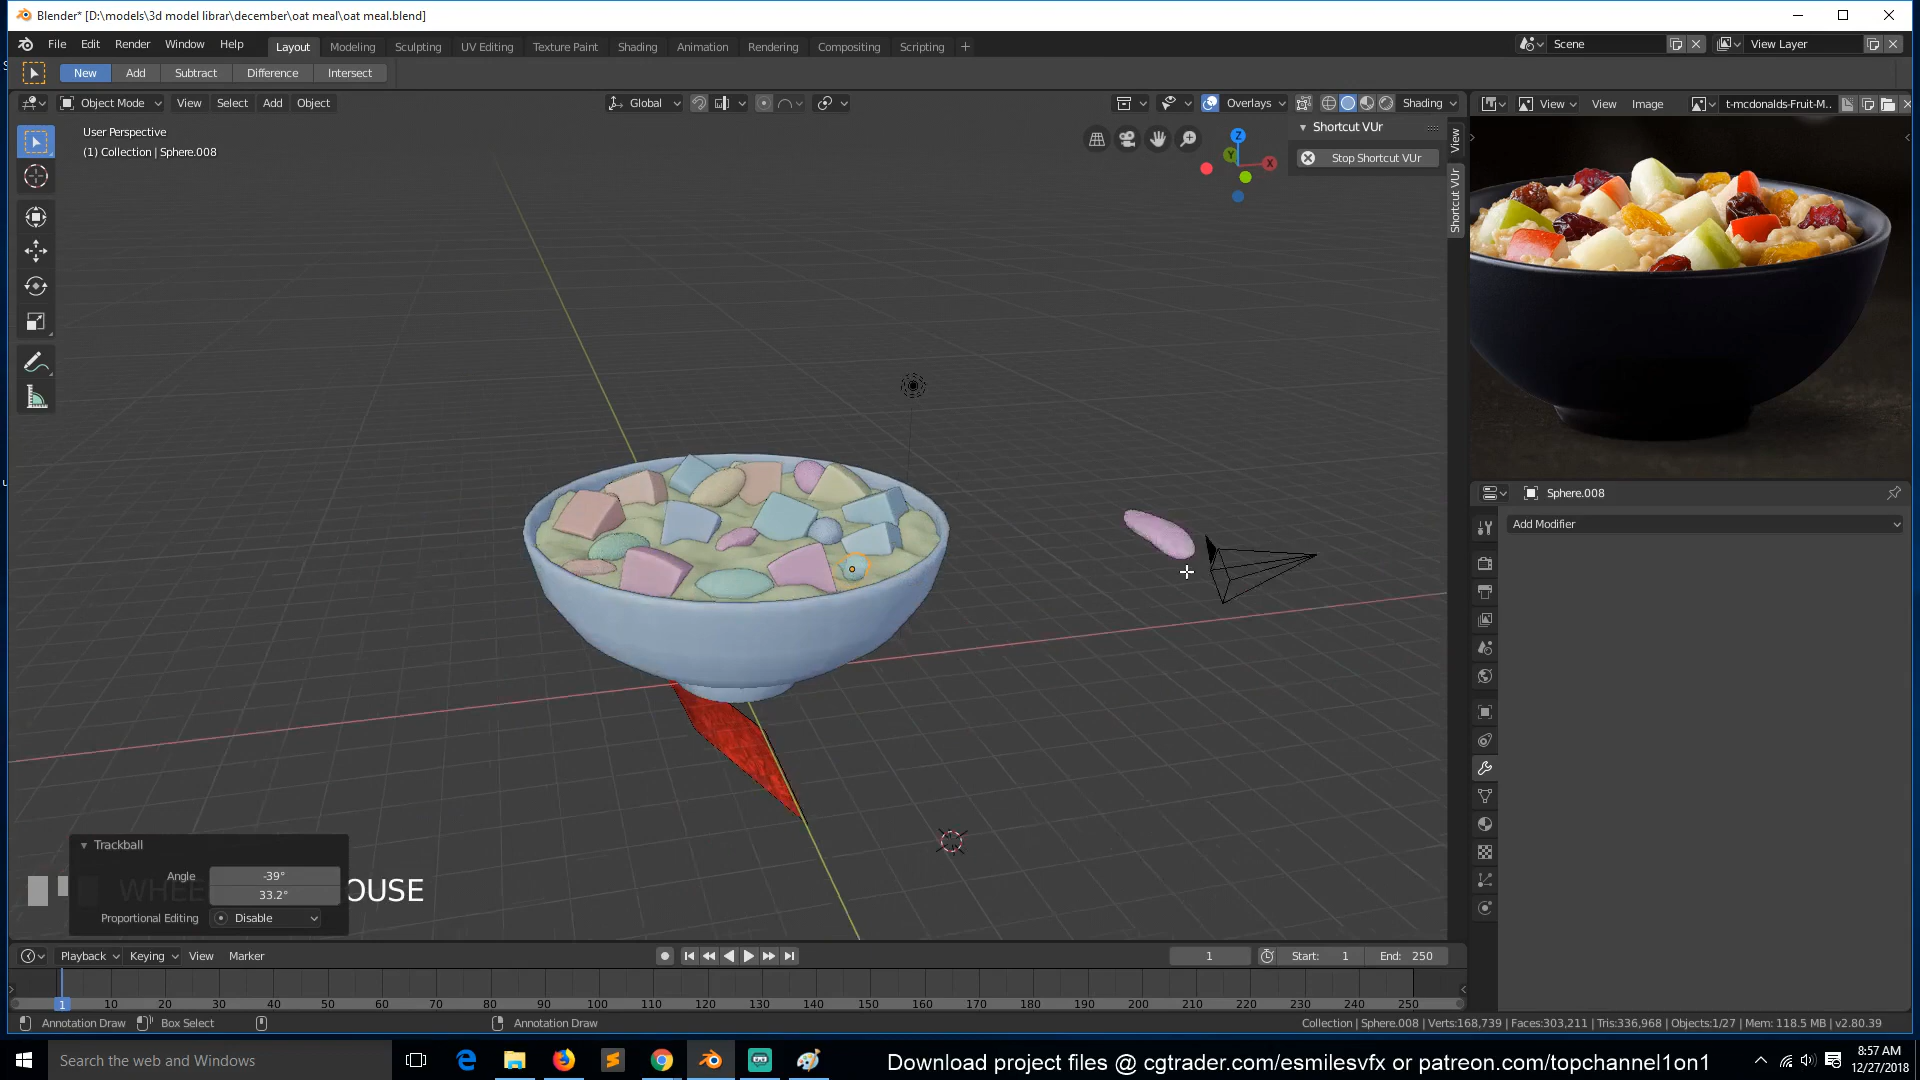 Blender* [D:\models\3d model librar\december\oat meal\oat meal.blend]
File Edit Render Window Help Layout Modeling Sculpting UV Editing Texture Paint Shading Animation Rendering Compositing Scripting + Scene View Layer
New Add Subtract Difference Intersect
Object Mode View Select Add Object Global Overlays Shading View View Image t-mcdonalds-Fruit-M..
User Perspective
(1) Collection | Sphere.008
Shortcut VUr
Stop Shortcut VUr
View
Shortcut VUr
Z
Y
X
Sphere.008
Add Modifier
Trackball
Angle -39°
33.2°
OUSE
Proportional Editing Disable
Playback Keying View Marker 1 Start: 1 End: 250
1 10 20 30 40 50 60 70 80 90 100 110 120 130 140 150 160 170 180 190 200 210 220 230 240 250
Annotation Draw Box Select Annotation Draw Collection | Sphere.008 | Verts:168,739 | Faces:303,211 | Tris:336,968 | Objects:1/27 | Mem: 118.5 MB | v2.80.39
Search the web and Windows
Download project files @ cgtrader.com/esmilesvfx or patreon.com/topchannel1on1
8:57 AM
12/27/2018